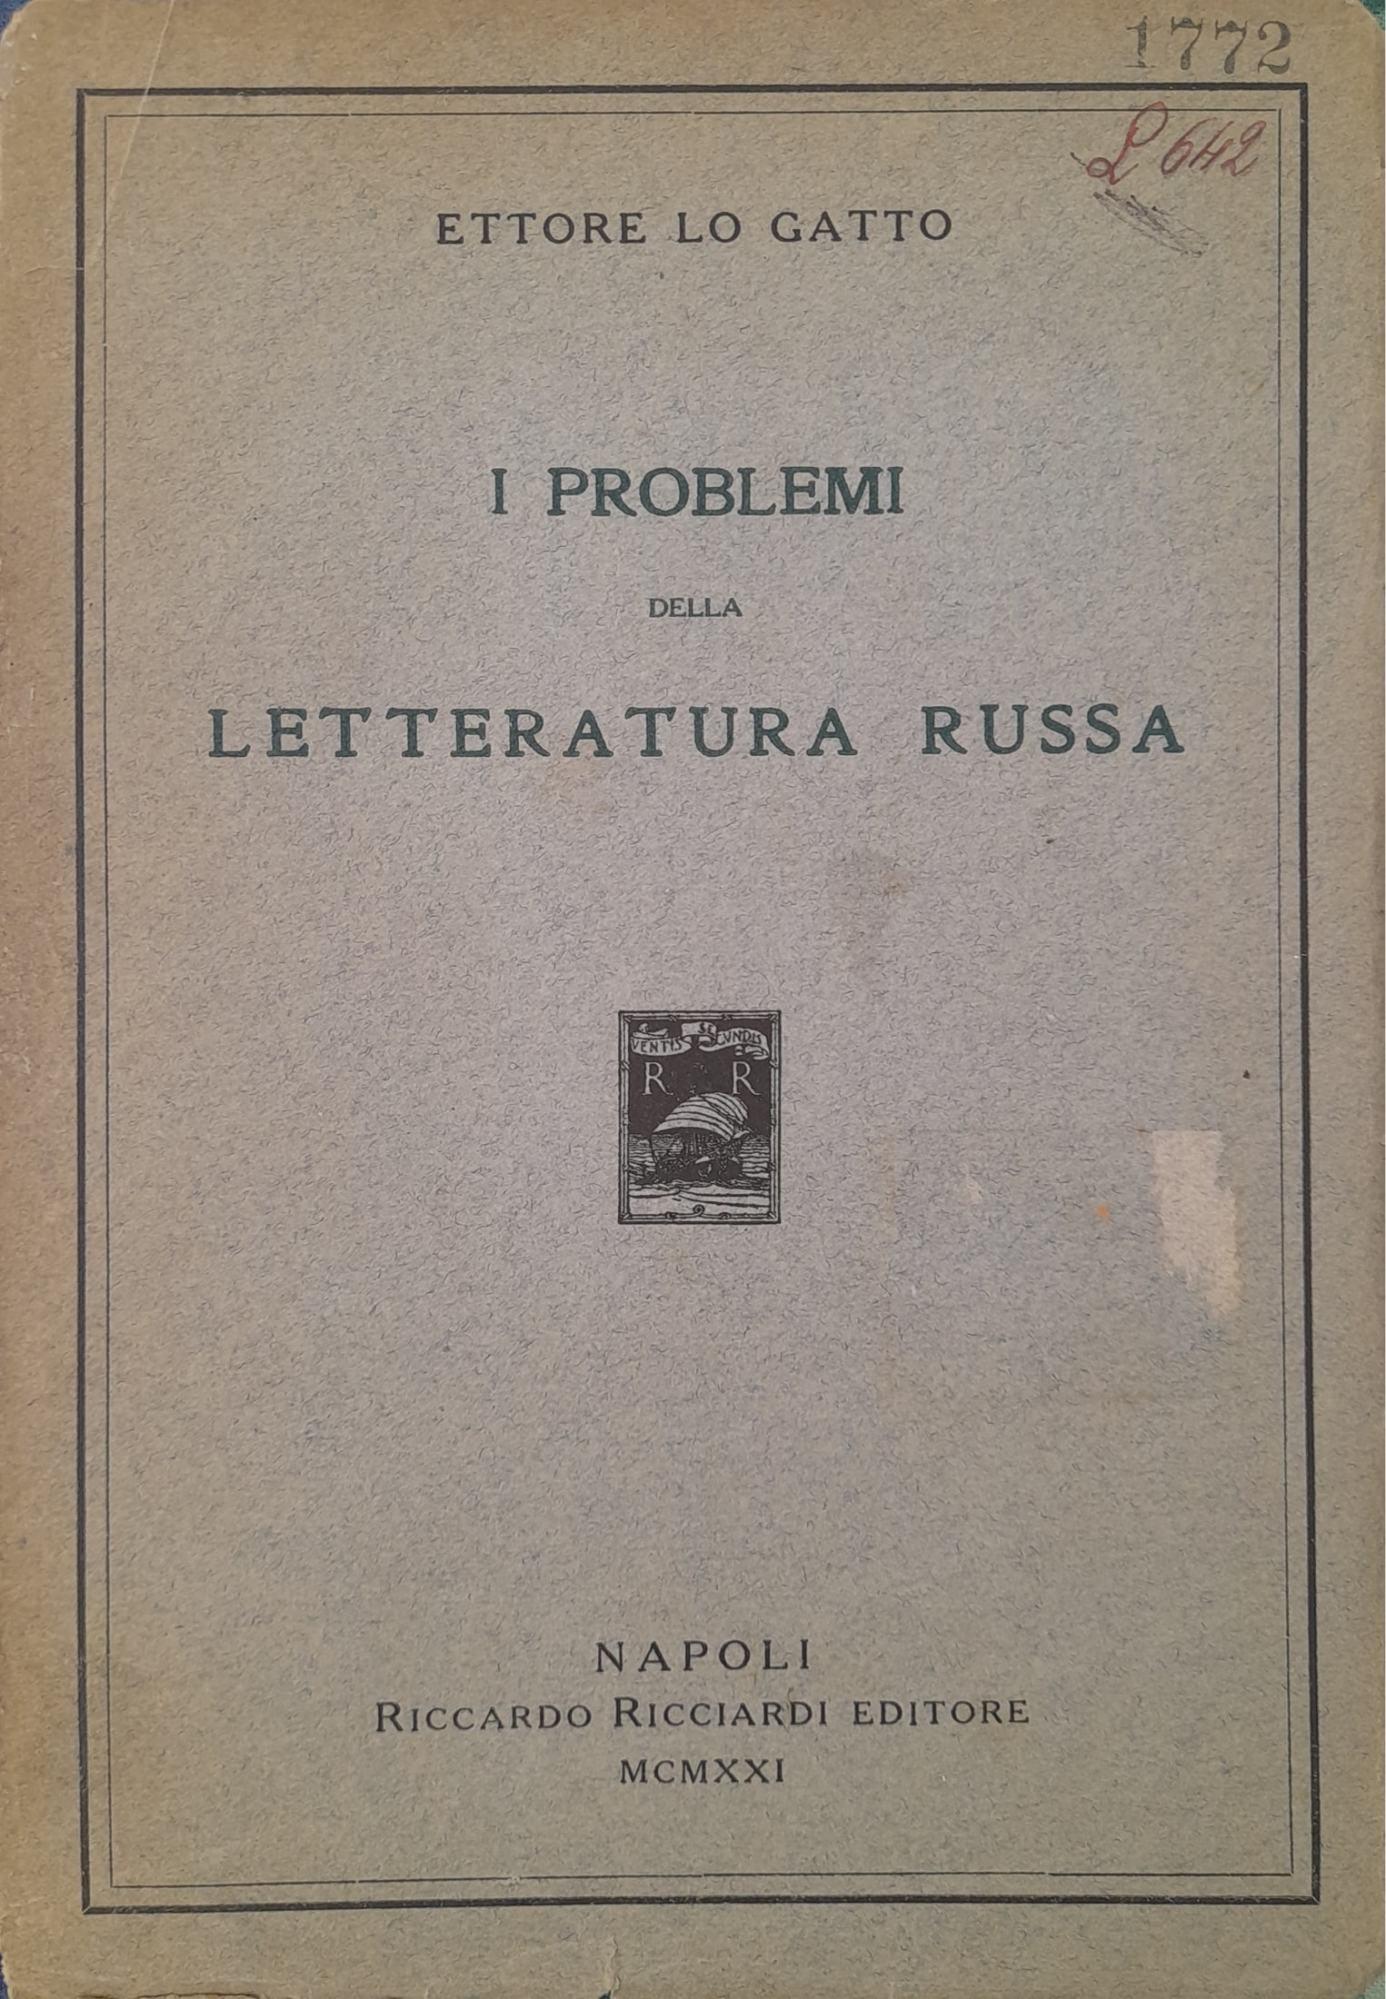 1772
L 642
ETTORE LO GATTO
I PROBLEMI
DELLA
LETTERATURA RUSSA
VENTIS SECUNDIS
R R
NAPOLI
RICCARDO RICCIARDI EDITORE
MCMXXI